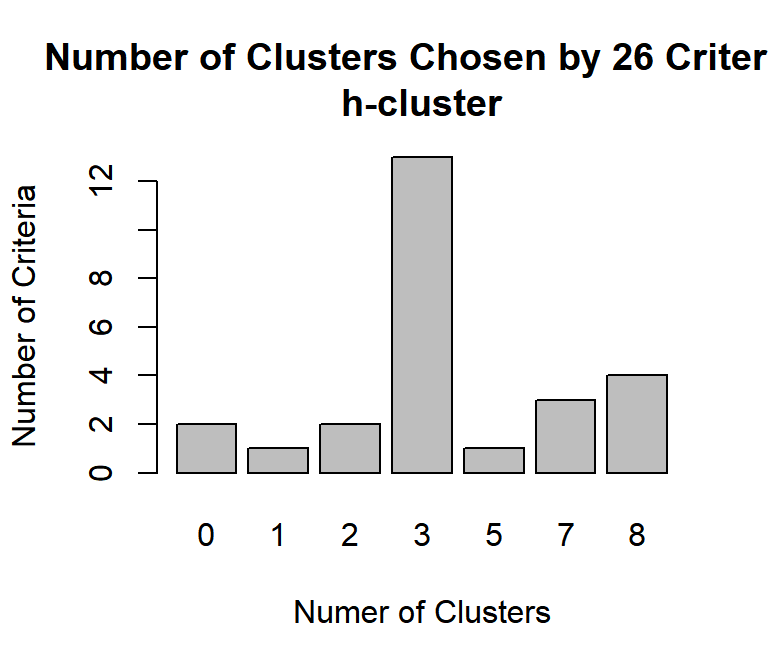 Number of Clusters Chosen by 26 Criter
h-cluster
Number of Criteria
12
8
6
4
2
0
0 1 2 3 5 7 8
Numer of Clusters